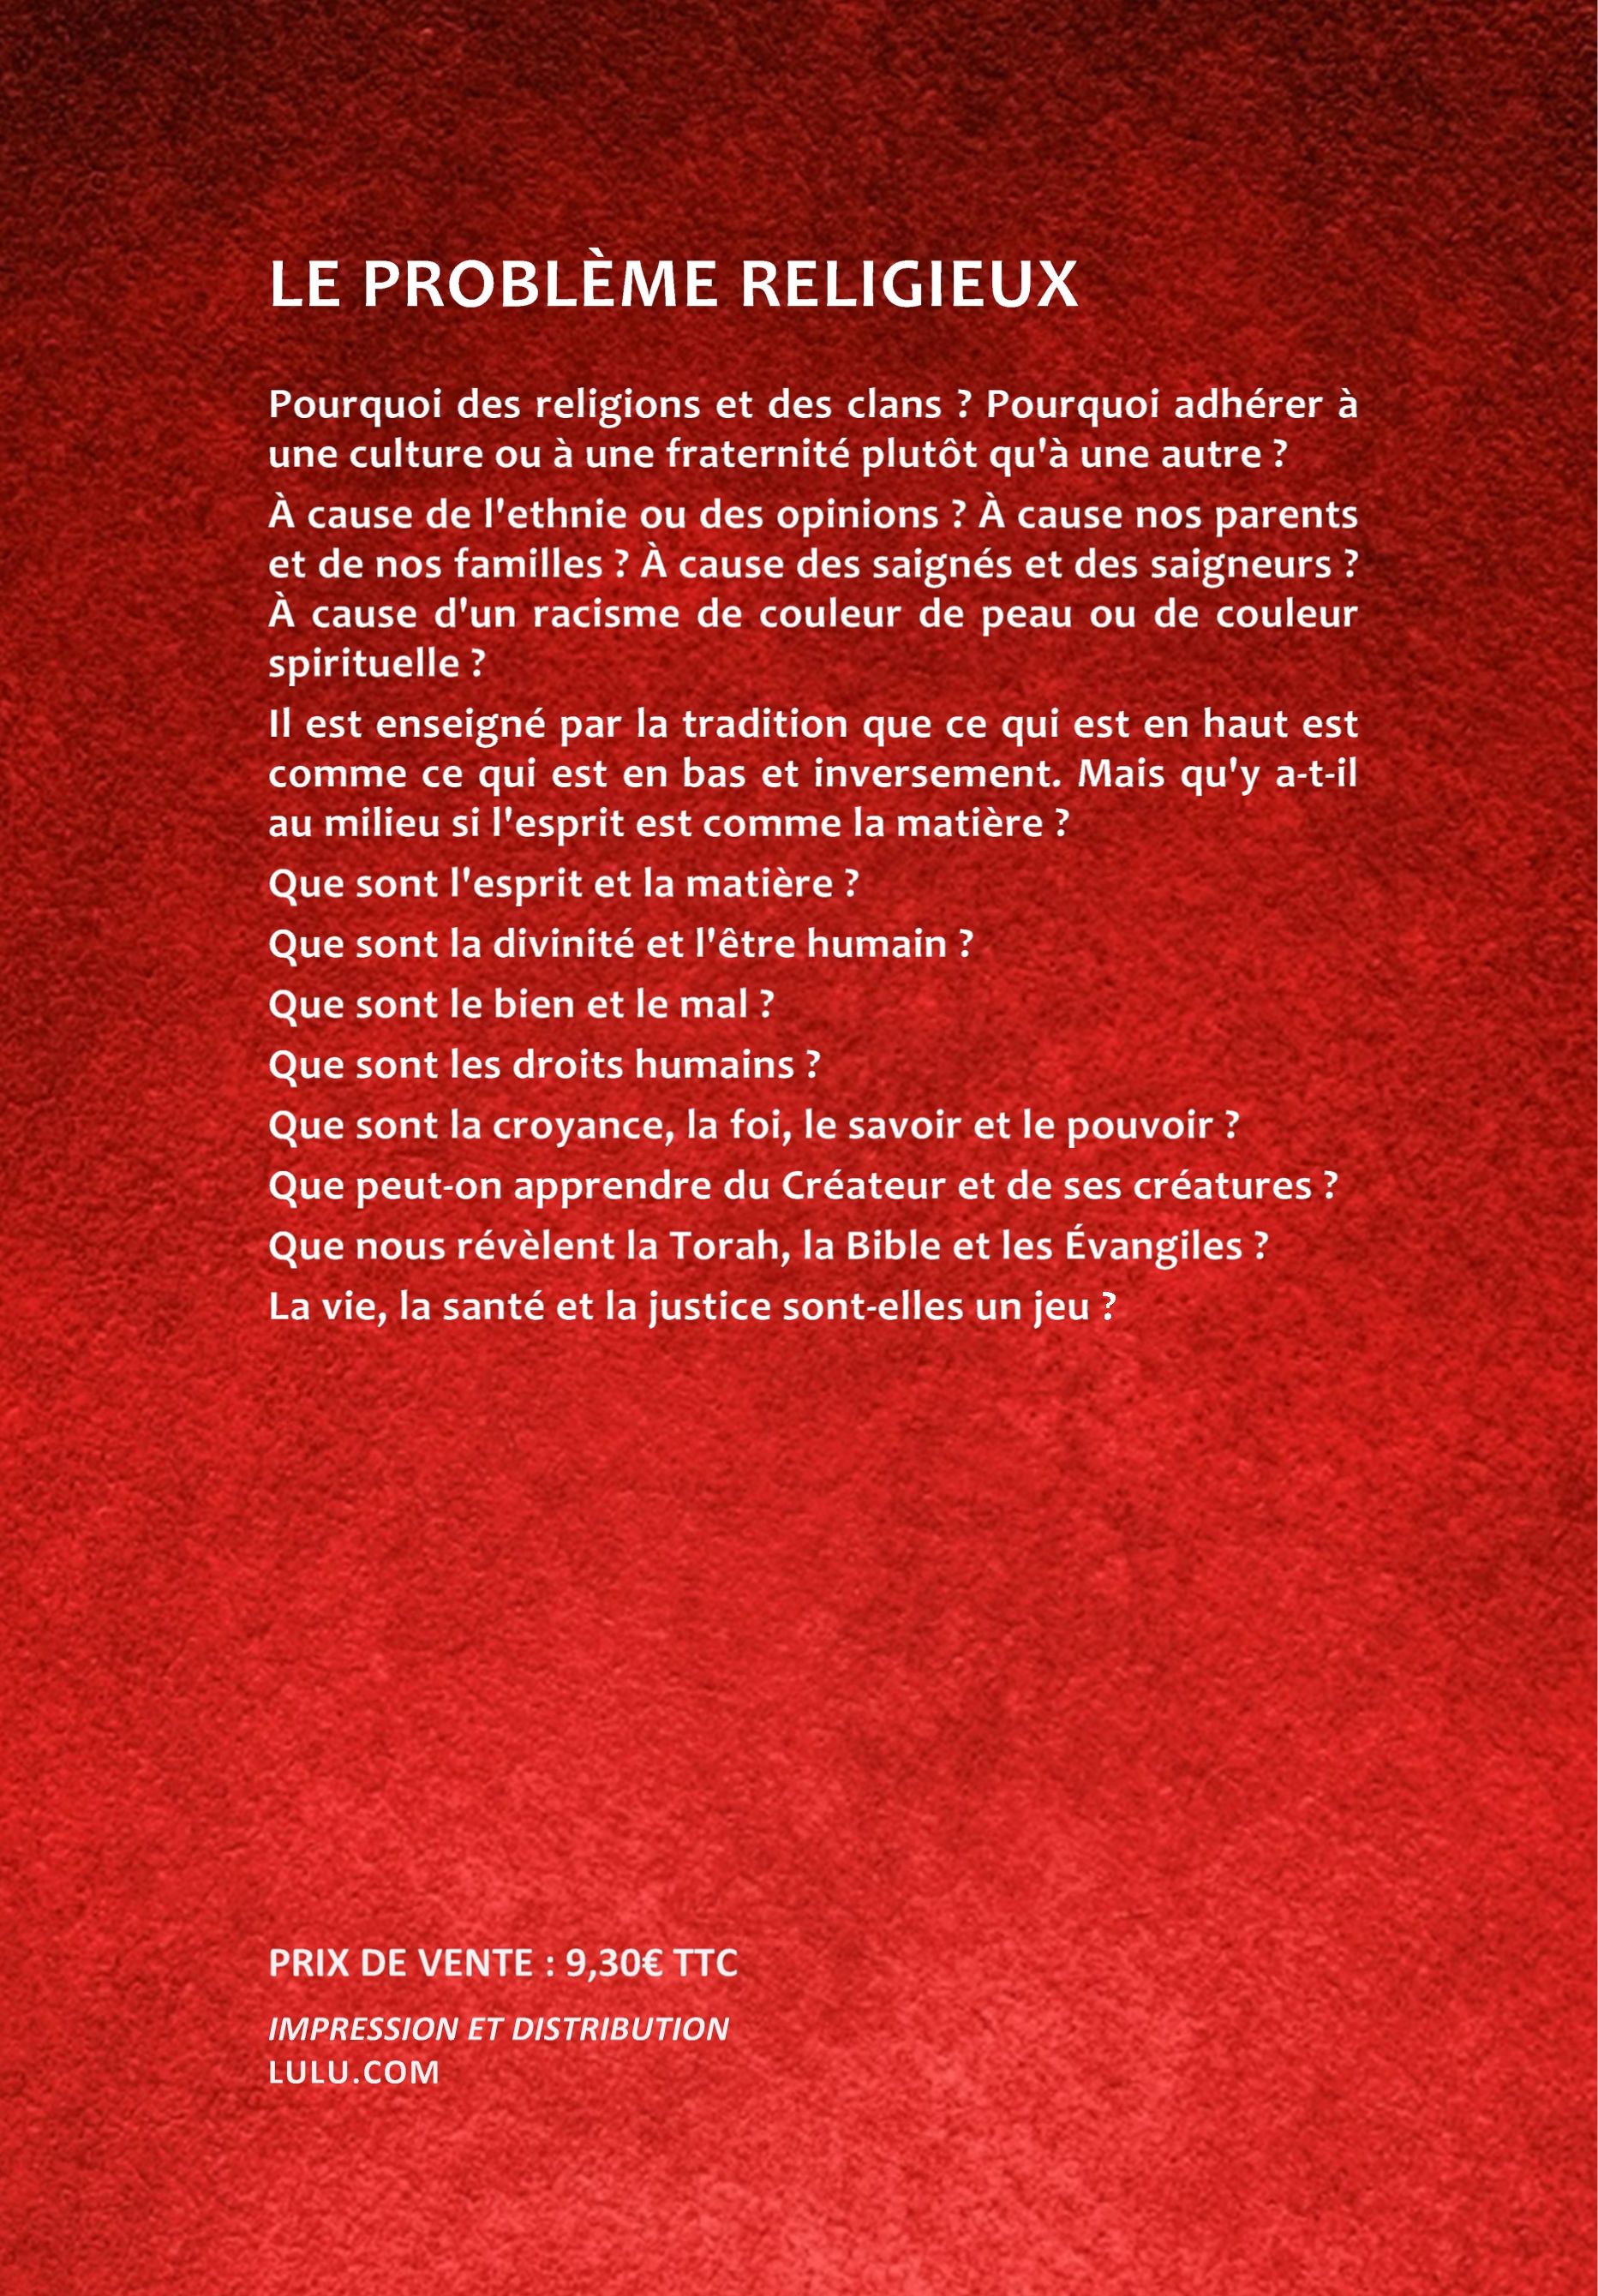 LE PROBLÈME RELIGIEUX
Pourquoi des religions et des clans ? Pourquoi adhérer à
une culture ou à une fraternité plutôt qu'à une autre ?
À cause de l'ethnie ou des opinions ? À cause nos parents
et de nos familles ? À cause des saignés et des saigneurs ?
À cause d'un racisme de couleur de peau ou de couleur
spirituelle ?
Il est enseigné par la tradition que ce qui est en haut est
comme ce qui est en bas et inversement. Mais qu'y a-t-il
au milieu si l'esprit est comme la matière ?
Que sont l'esprit et la matière ?
Que sont la divinité et l'être humain ?
Que sont le bien et le mal ?
Que sont les droits humains ?
Que sont la croyance, la foi, le savoir et le pouvoir ?
Que peut-on apprendre du Créateur et de ses créatures ?
Que nous révèlent la Torah, la Bible et les Évangiles ?
La vie, la santé et la justice sont-elles un jeu ?
PRIX DE VENTE : 9,30€ TTC
IMPRESSION ET DISTRIBUTION
LULU.COM